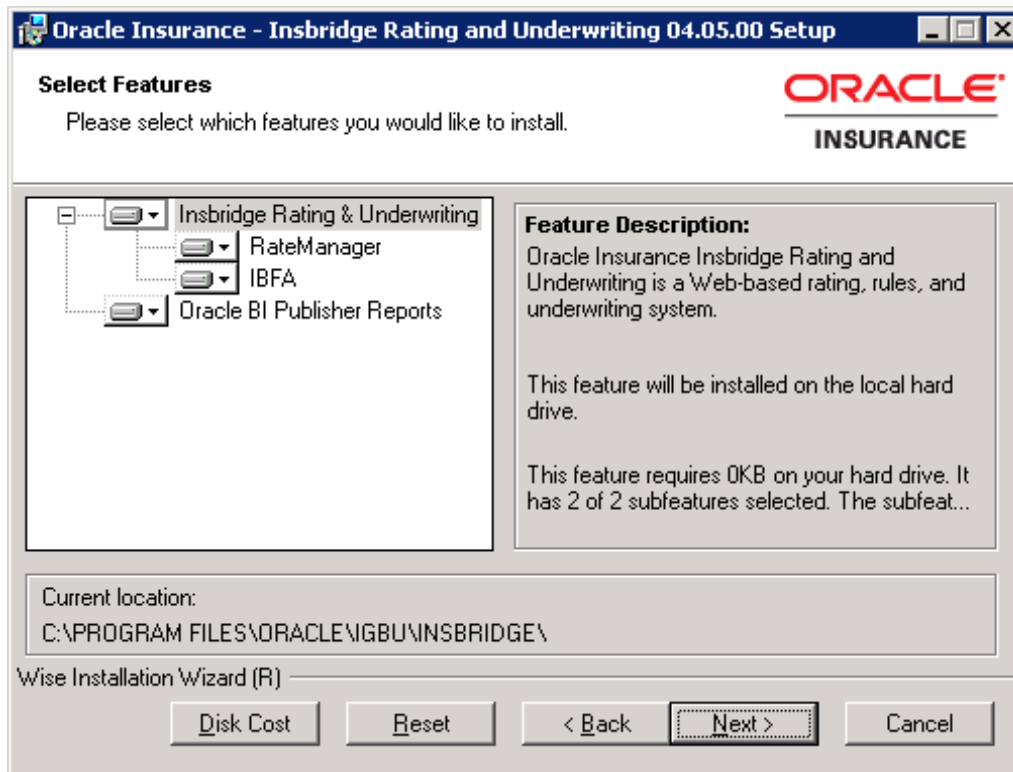 Oracle Insurance - Insbridge Rating and Underwriting 04.05.00 Setup
Select Features
Please select which features you would like to install.
ORACLE
INSURANCE
Insbridge Rating & Underwriting
RateManager
IBFA
Oracle BI Publisher Reports
Feature Description:
Oracle Insurance Insbridge Rating and
Underwriting is a Web-based rating, rules, and
underwriting system.
This feature will be installed on the local hard
drive.
This feature requires 0KB on your hard drive. It
has 2 of 2 subfeatures selected. The subfeat...
Current location:
C:\PROGRAM FILES\ORACLE\IGBU\INSBRIDGE\
Wise Installation Wizard (R)
Disk Cost
Reset
< Back
Next >
Cancel